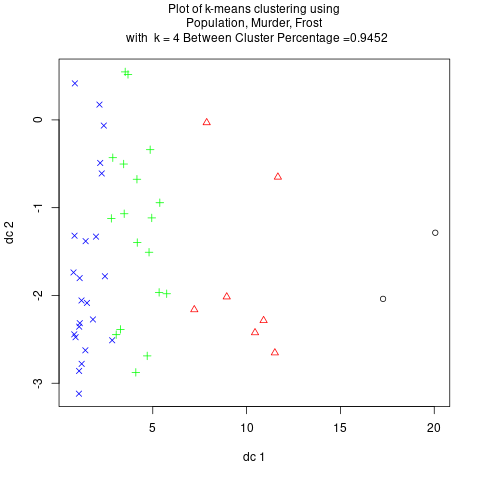 Plot of k-means clustering using
Population, Murder, Frost
with k = 4 Between Cluster Percentage =0.9452
0
-1
-2
-3
dc 2
5
10
15
20
dc 1